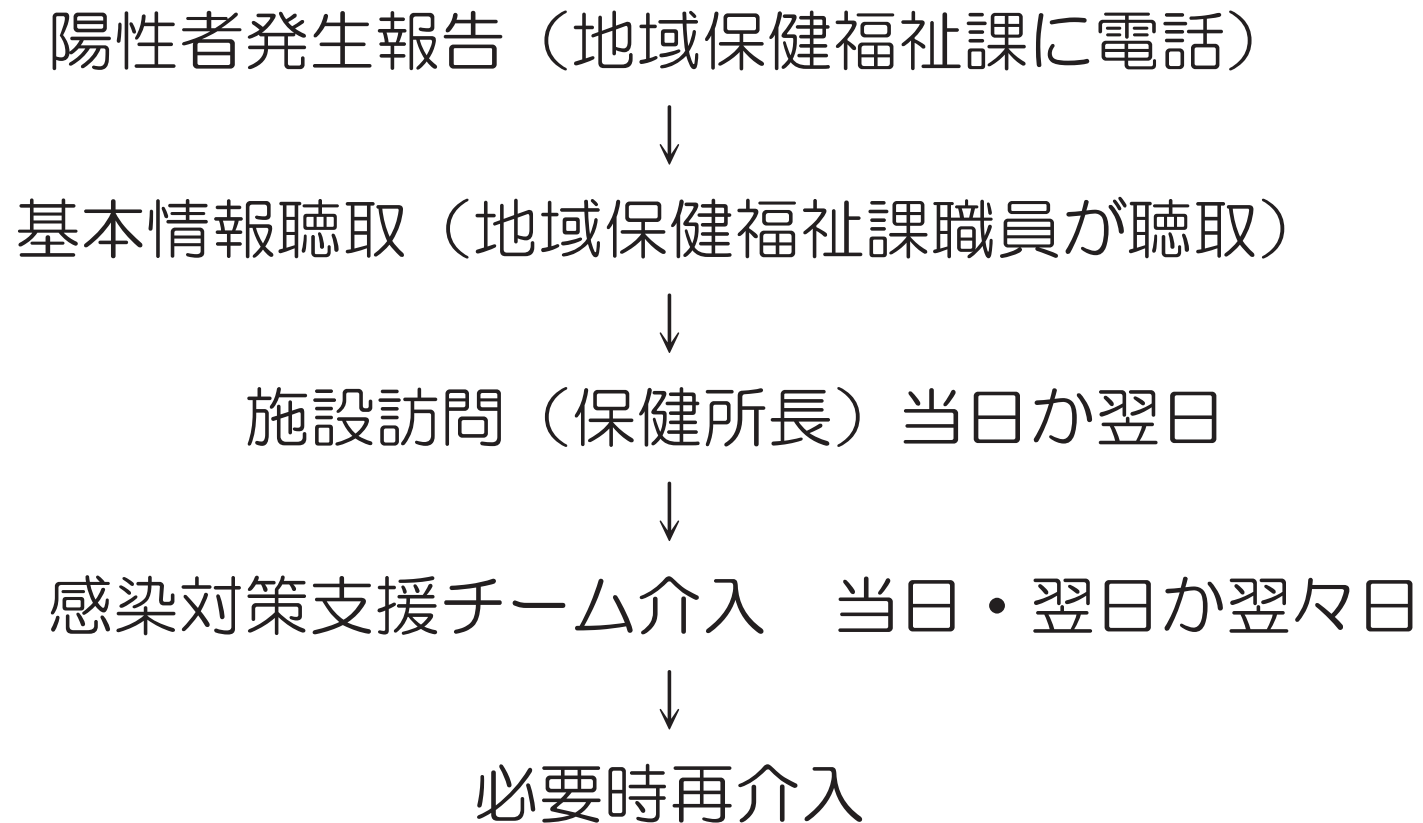 陽性者発生報告（地域保健福祉課に電話）
↓
基本情報聴取（地域保健福祉課職員が聴取）
↓
施設訪問（保健所長）当日か翌日
↓
感染対策支援チーム介入　当日・翌日か翌々日
↓
必要時再介入